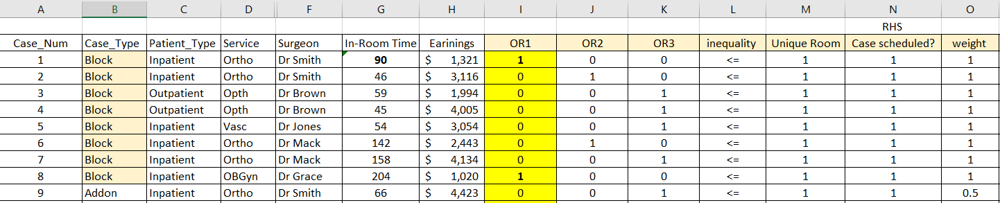 A B C D F G H I J K L M N O
RHS
Case_Num Case_Type Patient_Type Service Surgeon In-Room Time Earinings OR1 OR2 OR3 inequality Unique Room Case scheduled? weight
1 Block Inpatient Ortho Dr Smith 90 $ 1,321 1 0 0 <= 1 1 1
2 Block Inpatient Ortho Dr Smith 46 $ 3,116 0 1 0 <= 1 1 1
3 Block Outpatient Opth Dr Brown 59 $ 1,994 0 0 1 <= 1 1 1
4 Block Outpatient Opth Dr Brown 45 $ 4,005 0 0 1 <= 1 1 1
5 Block Inpatient Vasc Dr Jones 54 $ 3,054 0 0 1 <= 1 1 1
6 Block Inpatient Ortho Dr Mack 142 $ 2,443 0 1 0 <= 1 1 1
7 Block Inpatient Ortho Dr Mack 158 $ 4,134 0 0 1 <= 1 1 1
8 Block Inpatient OBGyn Dr Grace 204 $ 1,020 1 0 0 <= 1 1 1
9 Addon Inpatient Ortho Dr Smith 66 $ 4,423 0 0 1 <= 1 1 0.5